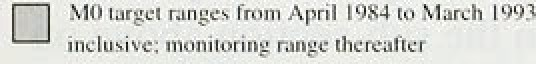 M0 target ranges from April 1984 to March 1993
inclusive; monitoring range thereafter